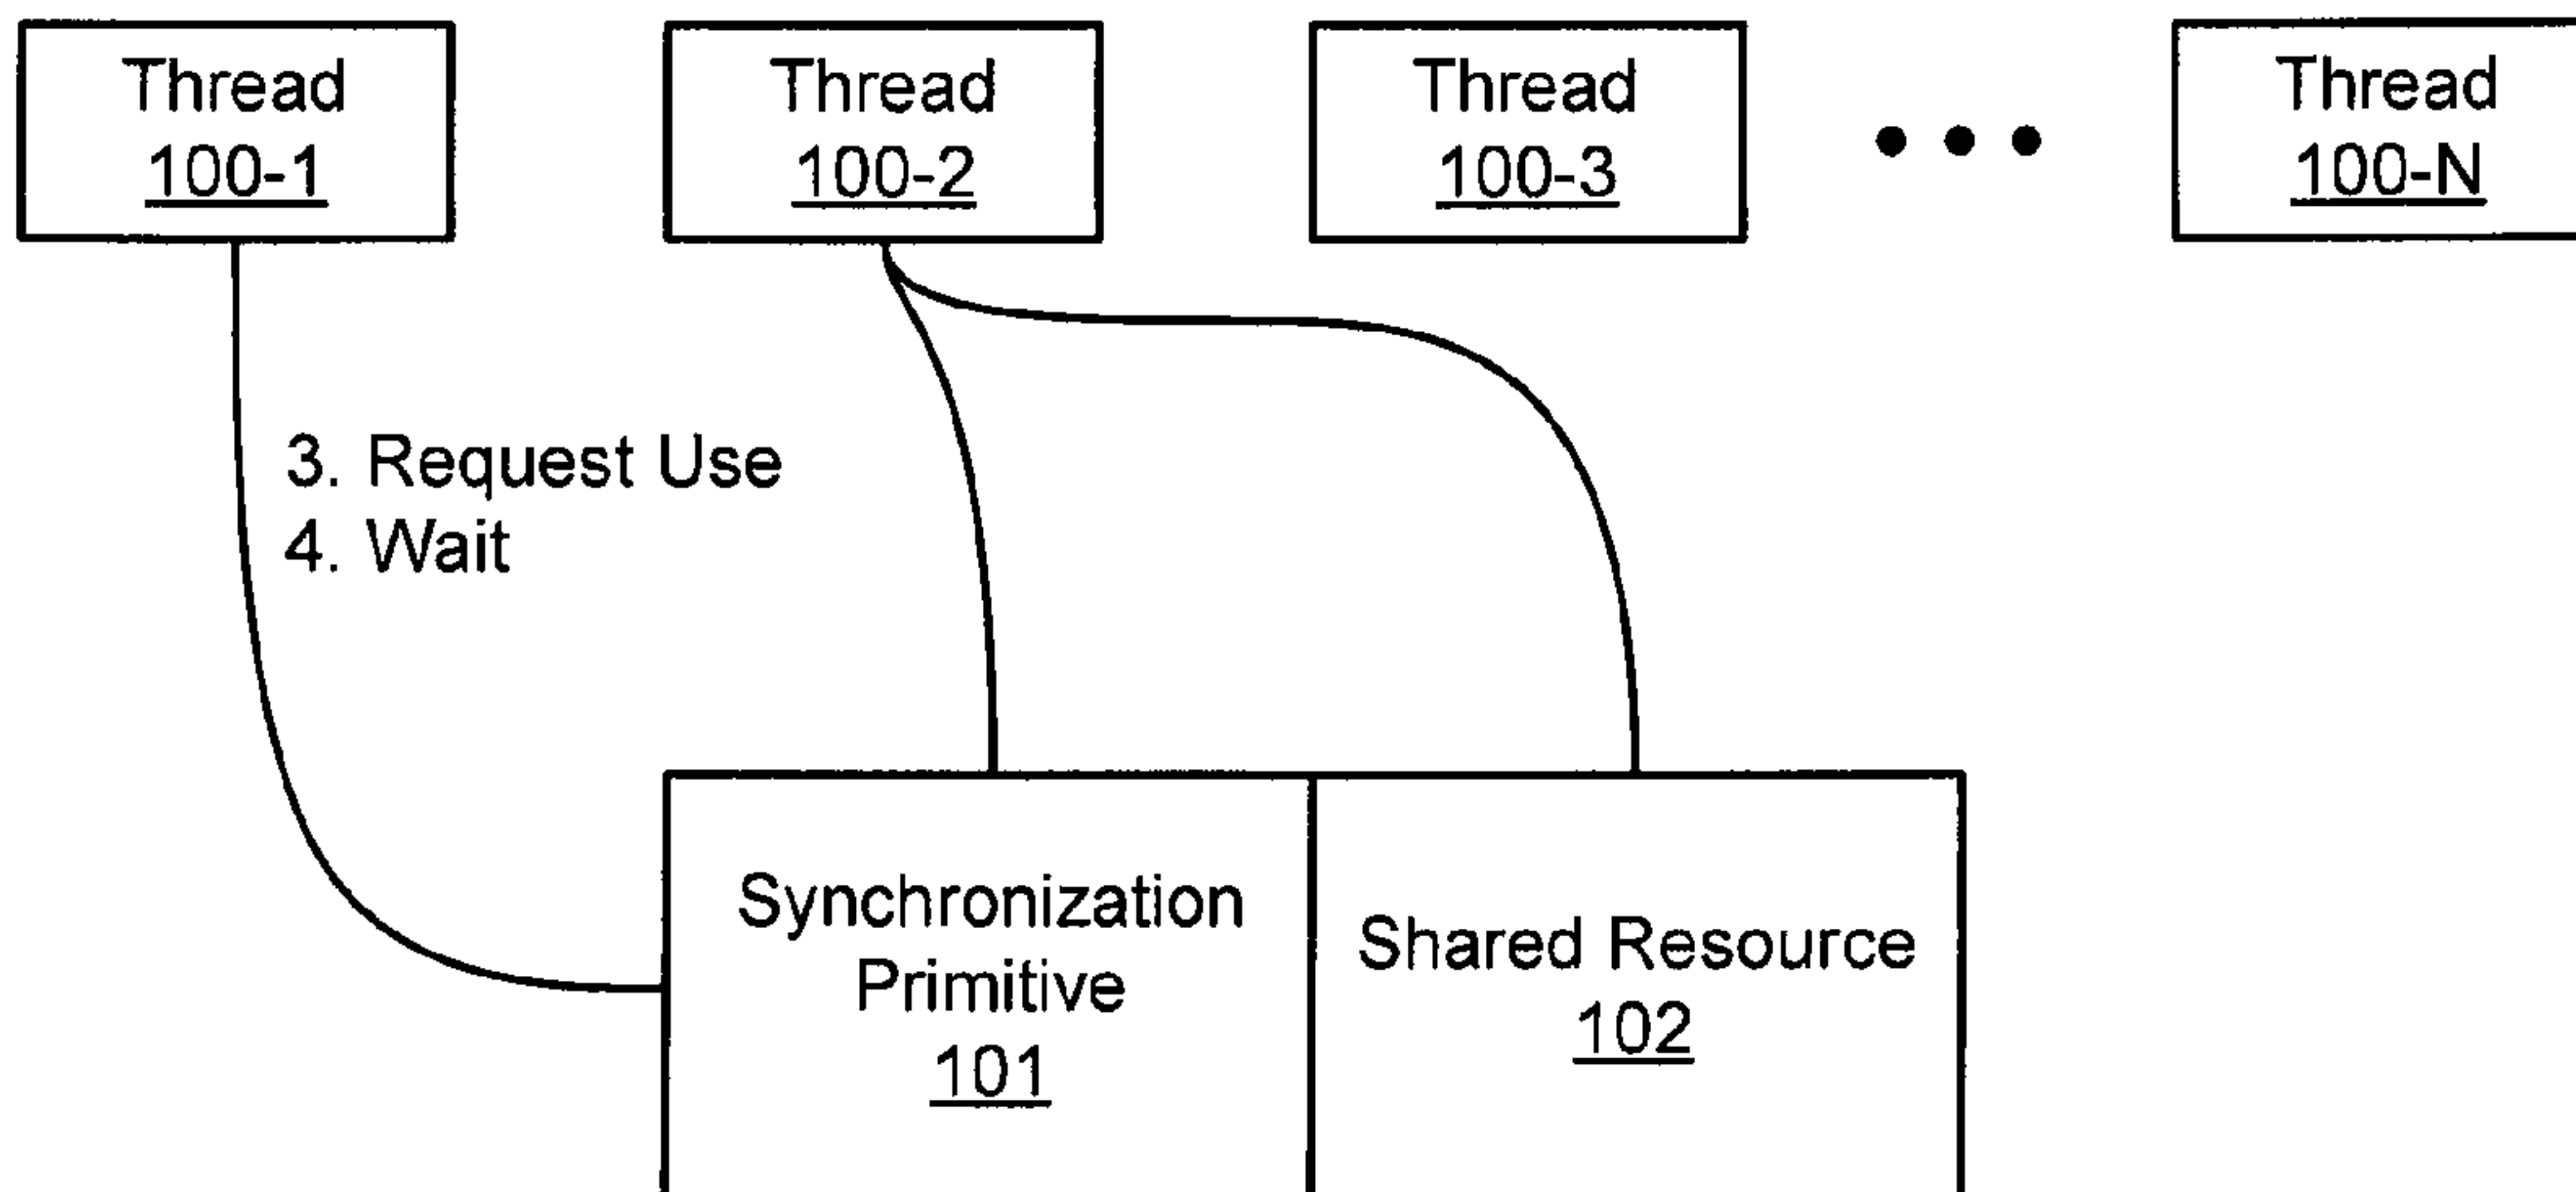 Thread
100-1
Thread
100-2
Thread
100-3
Thread
100-N
3. Request Use
4. Wait
Synchronization
Primitive
101
Shared Resource
102